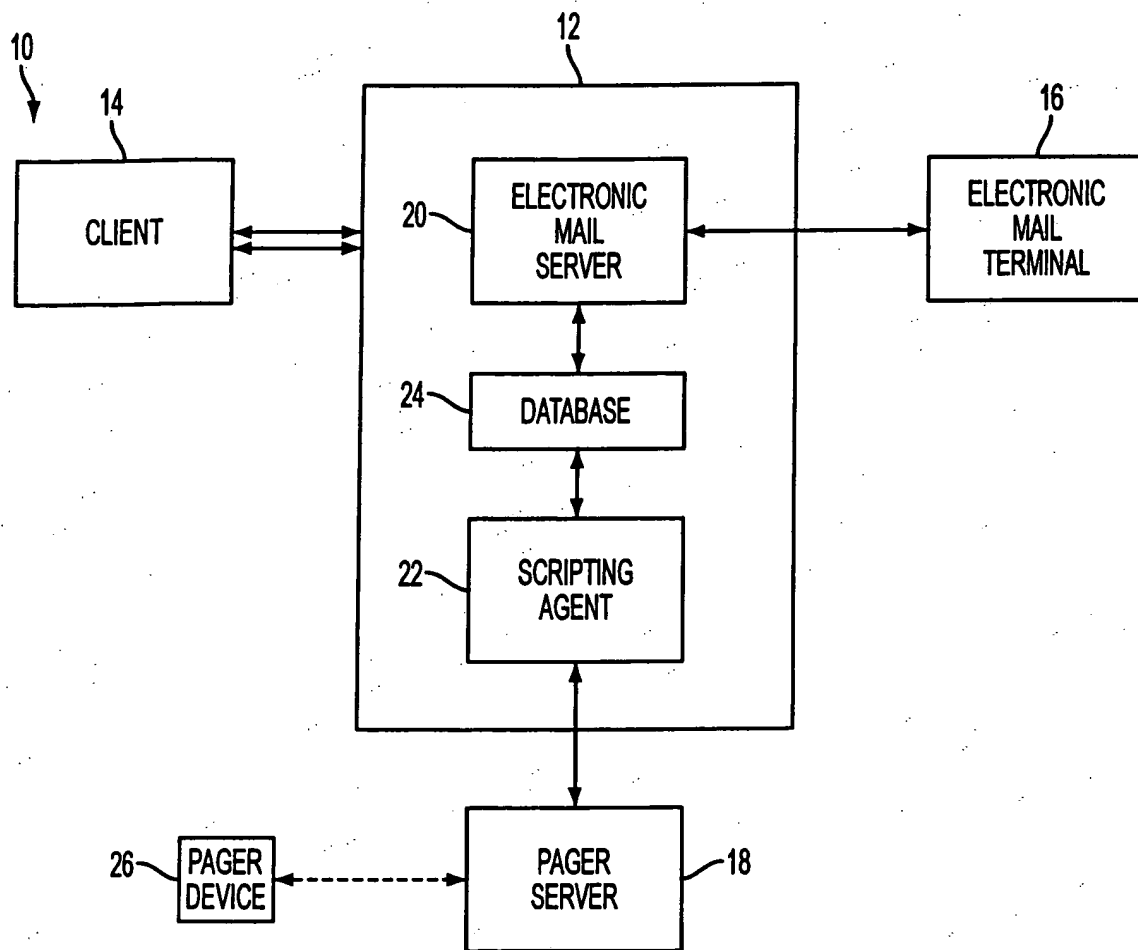 10
12
14
16
CLIENT
20
ELECTRONIC
MAIL
SERVER
ELECTRONIC
MAIL
TERMINAL
24
DATABASE
22
SCRIPTING
AGENT
26
PAGER
DEVICE
PAGER
SERVER
18